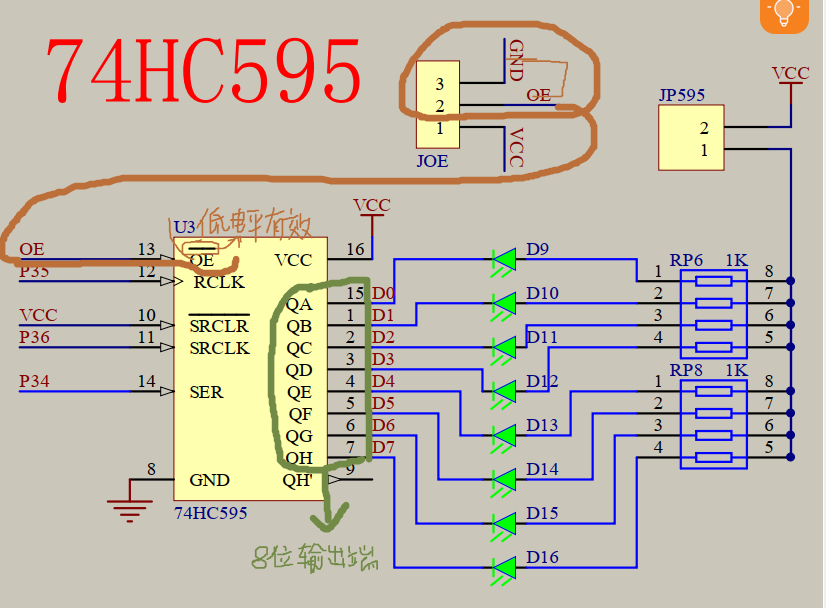 74HC595
GND
3
OE
2
1
VCC
JOE
VCC
JP595
2
1
U3
低电平有效
VCC
OE
13
OE
VCC
16
P35
12
RCLK
QA
15
D0
VCC
10
SRCLR
QB
1
D1
P36
11
SRCLK
QC
2
D2
QD
3
D3
P34
14
SER
QE
4
D4
QF
5
D5
QG
6
D6
QH
7
D7
8
GND
QH'
9
74HC595
8位输出端
D9
D10
D11
D12
D13
D14
D15
D16
RP6 1K
1 8
2 7
3 6
4 5
RP8 1K
1 8
2 7
3 6
4 5